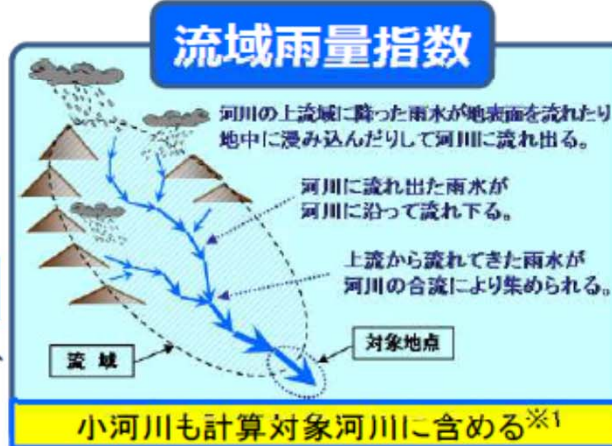 流域雨量指数
河川の上流域に降った雨水が地表面を流れたり
地中に浸み込んだりして河川に流れ出る。
河川に流れ出た雨水が
河川に沿って流れ下る。
上流から流れてきた雨水が
河川の合流により集められる。
対象地点
流 域
小河川も計算対象河川に含める※1